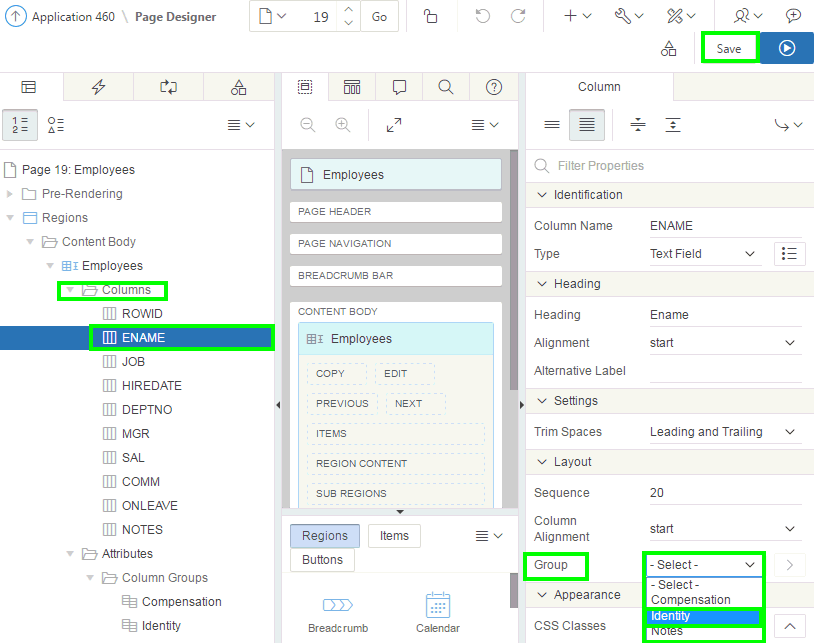 Application 460 \ Page Designer
19
Go
Save
Page 19: Employees
Pre-Rendering
Regions
Content Body
Employees
Columns
ROWID
ENAME
JOB
HIREDATE
DEPTNO
MGR
SAL
COMM
ONLEAVE
NOTES
Attributes
Column Groups
Compensation
Identity
Employees
PAGE HEADER
PAGE NAVIGATION
BREADCRUMB BAR
CONTENT BODY
Employees
COPY EDIT
PREVIOUS NEXT
ITEMS
REGION CONTENT
SUB REGIONS
Regions Items
Buttons
Breadcrumb Calendar
Column
Filter Properties
Identification
Column Name ENAME
Type Text Field
Heading
Heading Ename
Alignment start
Alternative Label
Settings
Trim Spaces Leading and Trailing
Layout
Sequence 20
Column
Alignment start
Group - Select -
- Select -
Compensation
Identity
Notes
Appearance
CSS Classes